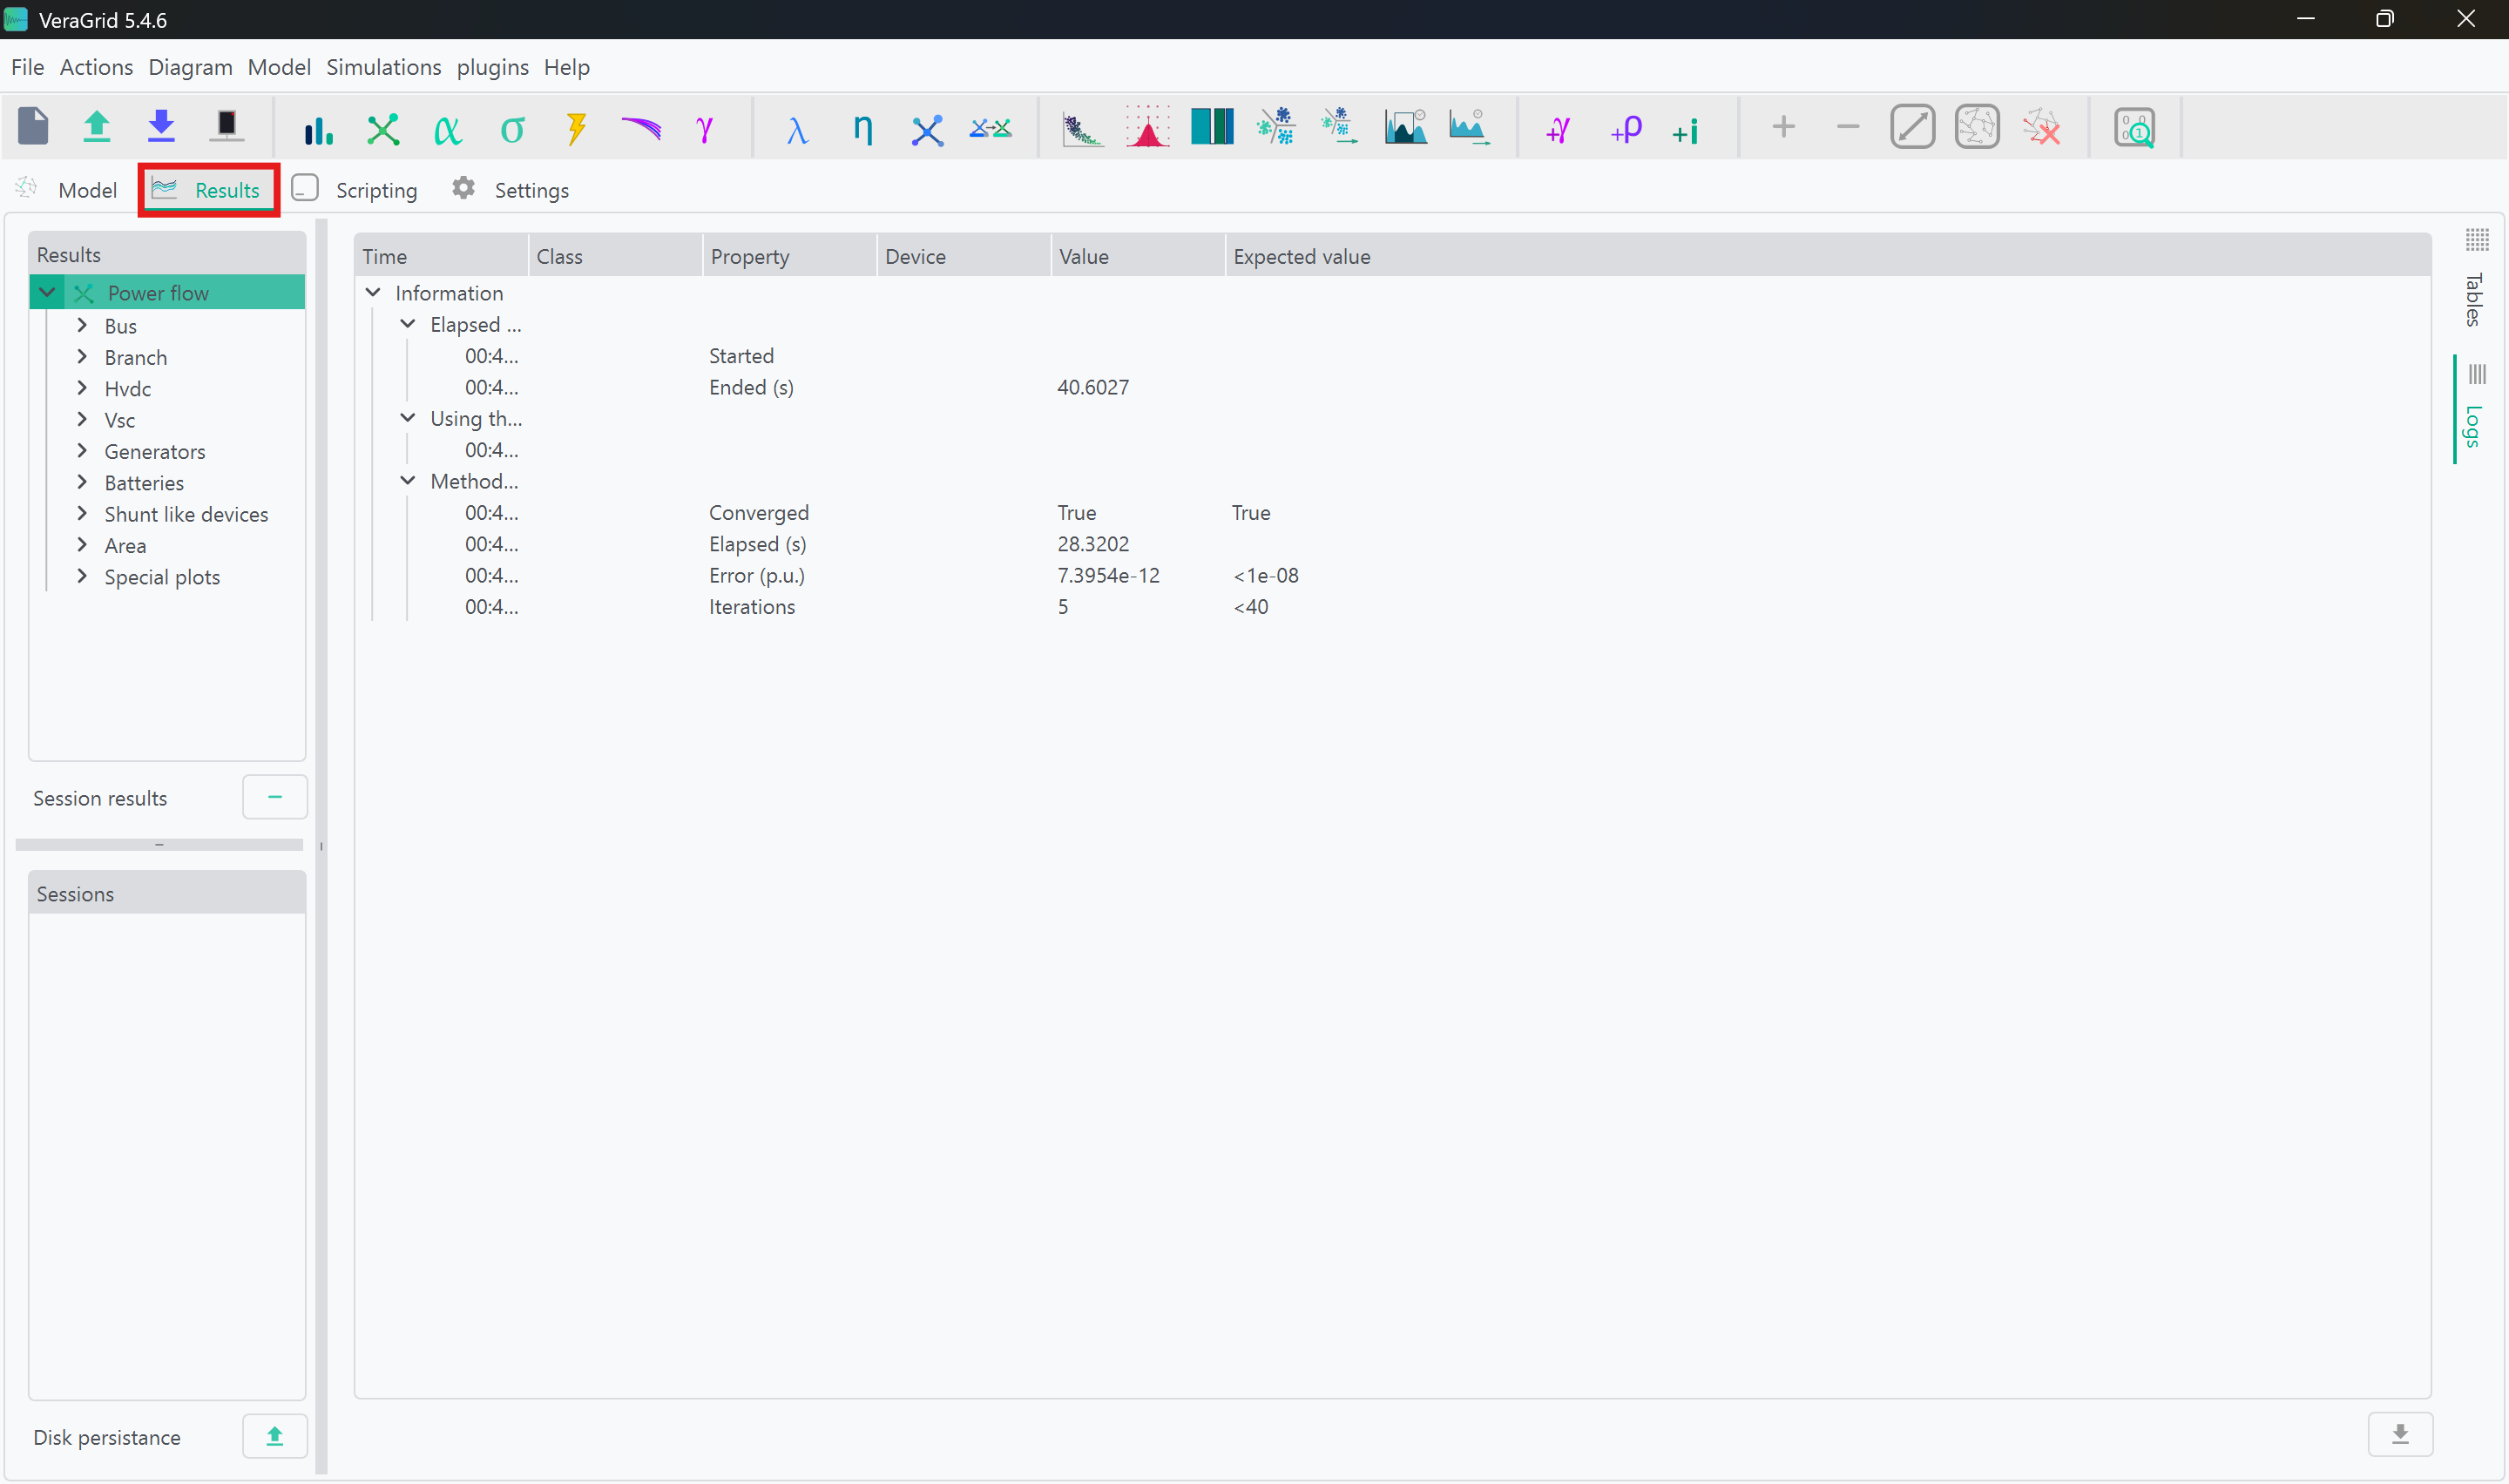 VeraGrid 5.4.6
File Actions Diagram Model Simulations plugins Help
α σ γ λ η +γ +ρ +i
Model Results Scripting Settings
Results
Power flow
Bus
Branch
Hvdc
Vsc
Generators
Batteries
Shunt like devices
Area
Special plots
Session results
Sessions
Disk persistance
Time Class Property Device Value Expected value
Information
Elapsed ...
00:4... Started
00:4... Ended (s) 40.6027
Using th...
00:4...
Method...
00:4... Converged True True
00:4... Elapsed (s) 28.3202
00:4... Error (p.u.) 7.3954e-12 <1e-08
00:4... Iterations 5 <40
Tables
Logs